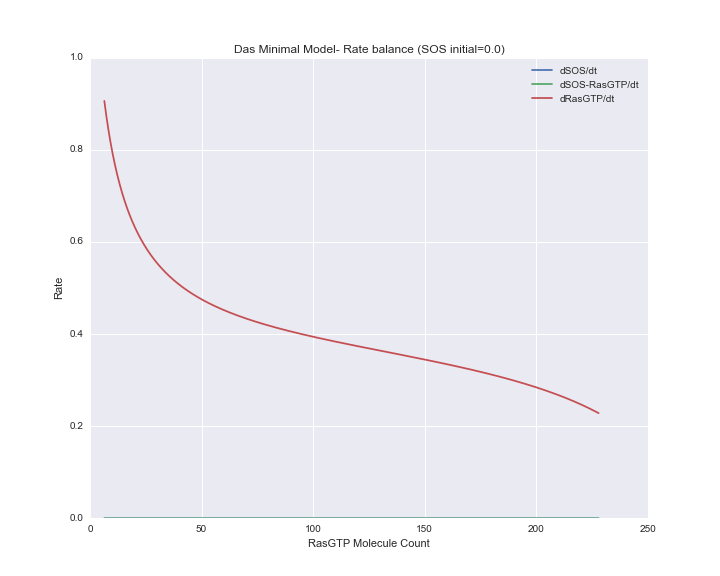 Das Minimal Model- Rate balance (SOS initial=0.0)
dSOS/dt
dSOS-RasGTP/dt
dRasGTP/dt
1.0
0.8
0.6
0.4
0.2
0.0
Rate
0 50 100 150 200 250
RasGTP Molecule Count